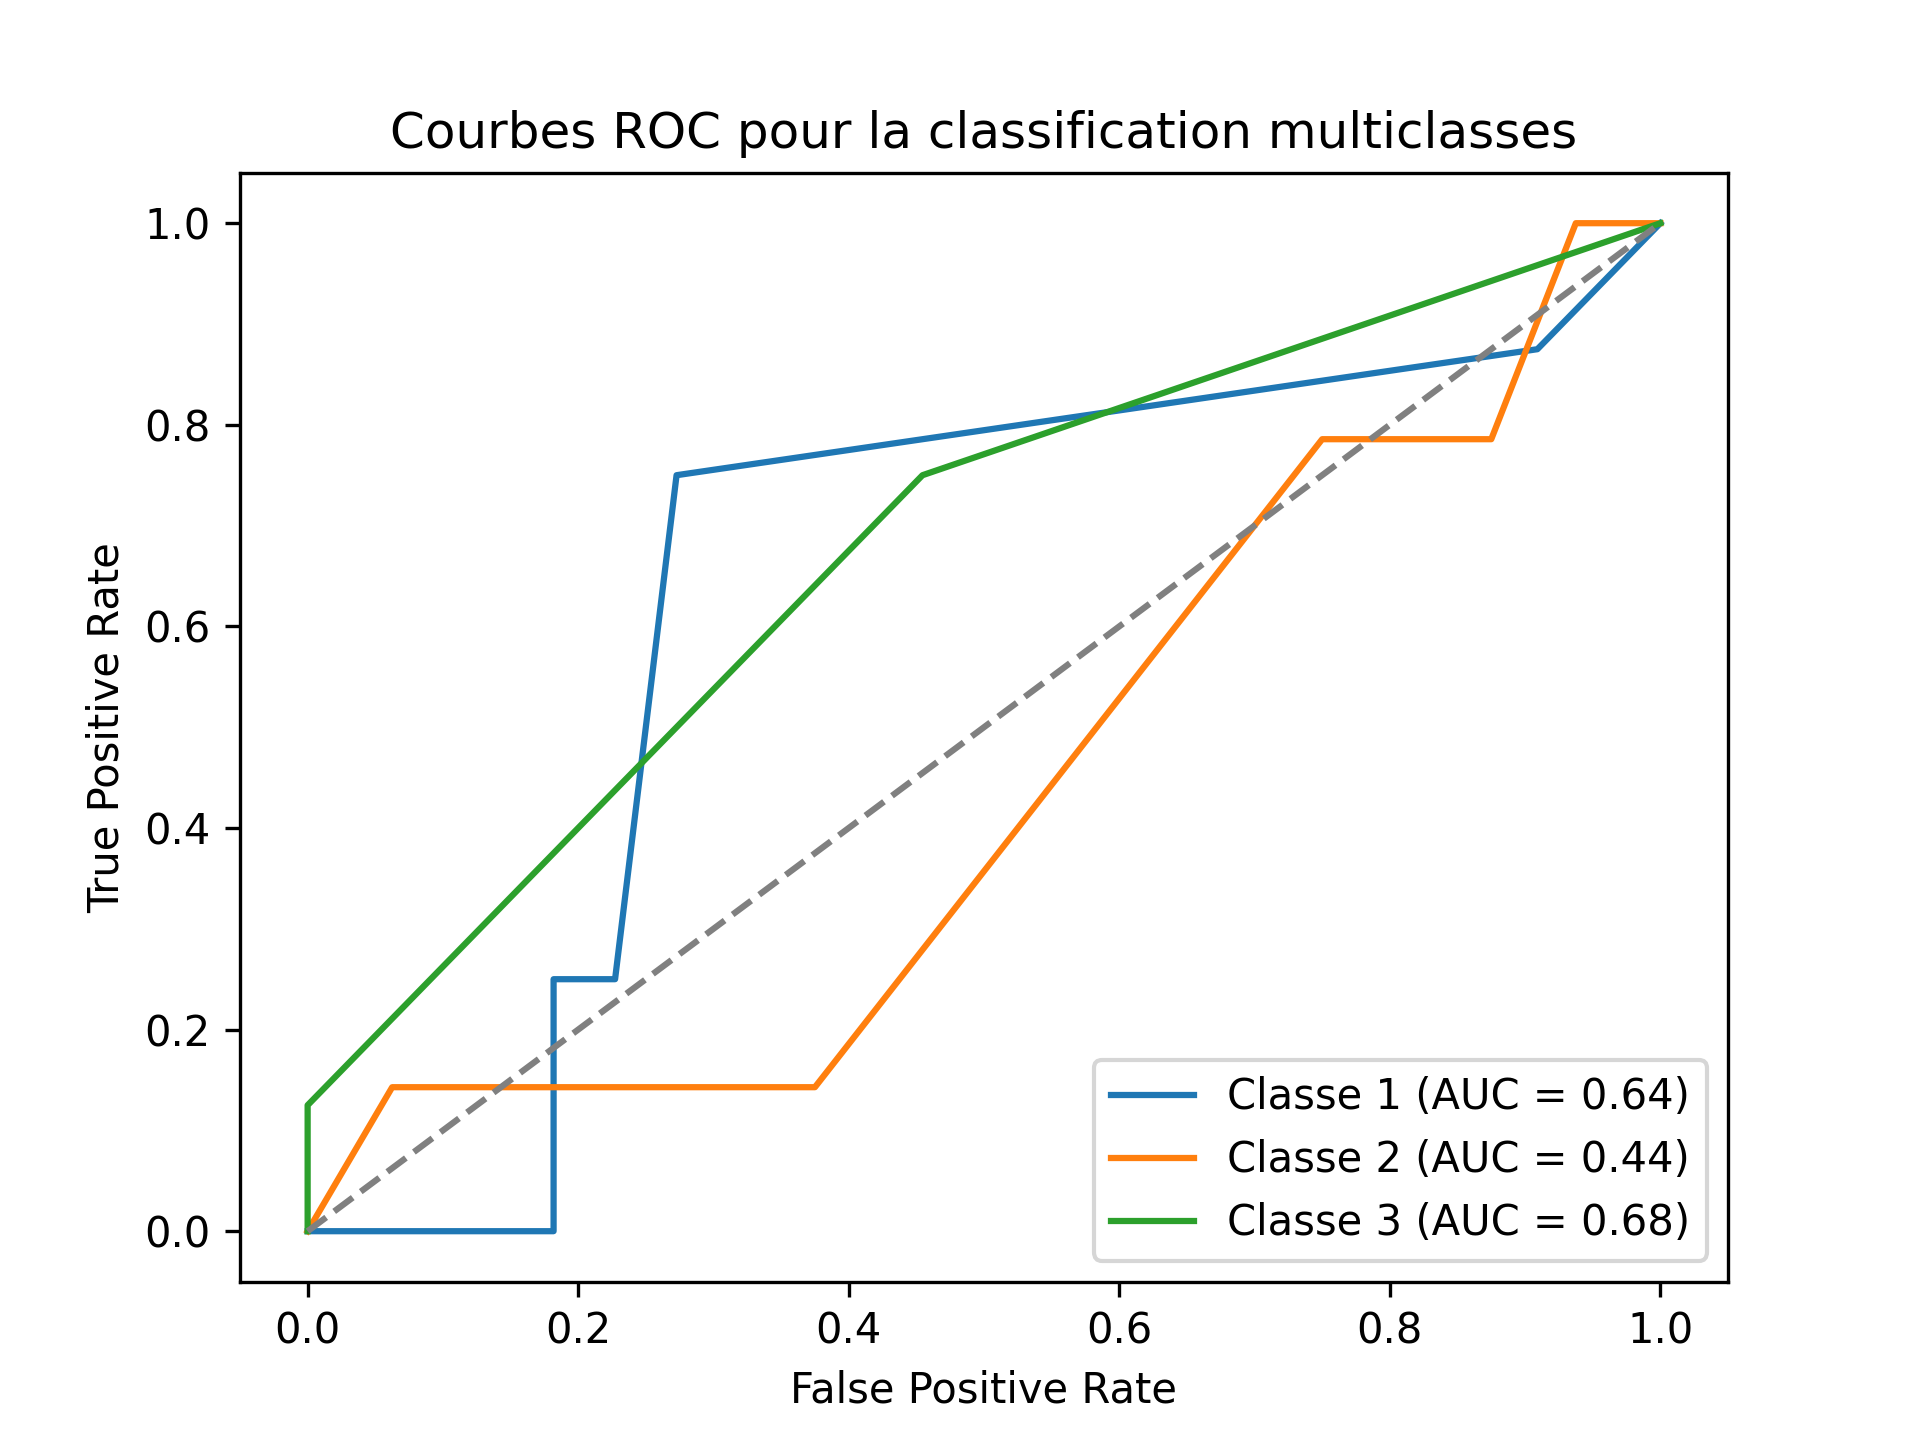 Courbes ROC pour la classification multiclasses
True Positive Rate
1.0
0.8
0.6
0.4
0.2
0.0
Classe 1 (AUC = 0.64)
Classe 2 (AUC = 0.44)
Classe 3 (AUC = 0.68)
0.0 0.2 0.4 0.6 0.8 1.0
False Positive Rate